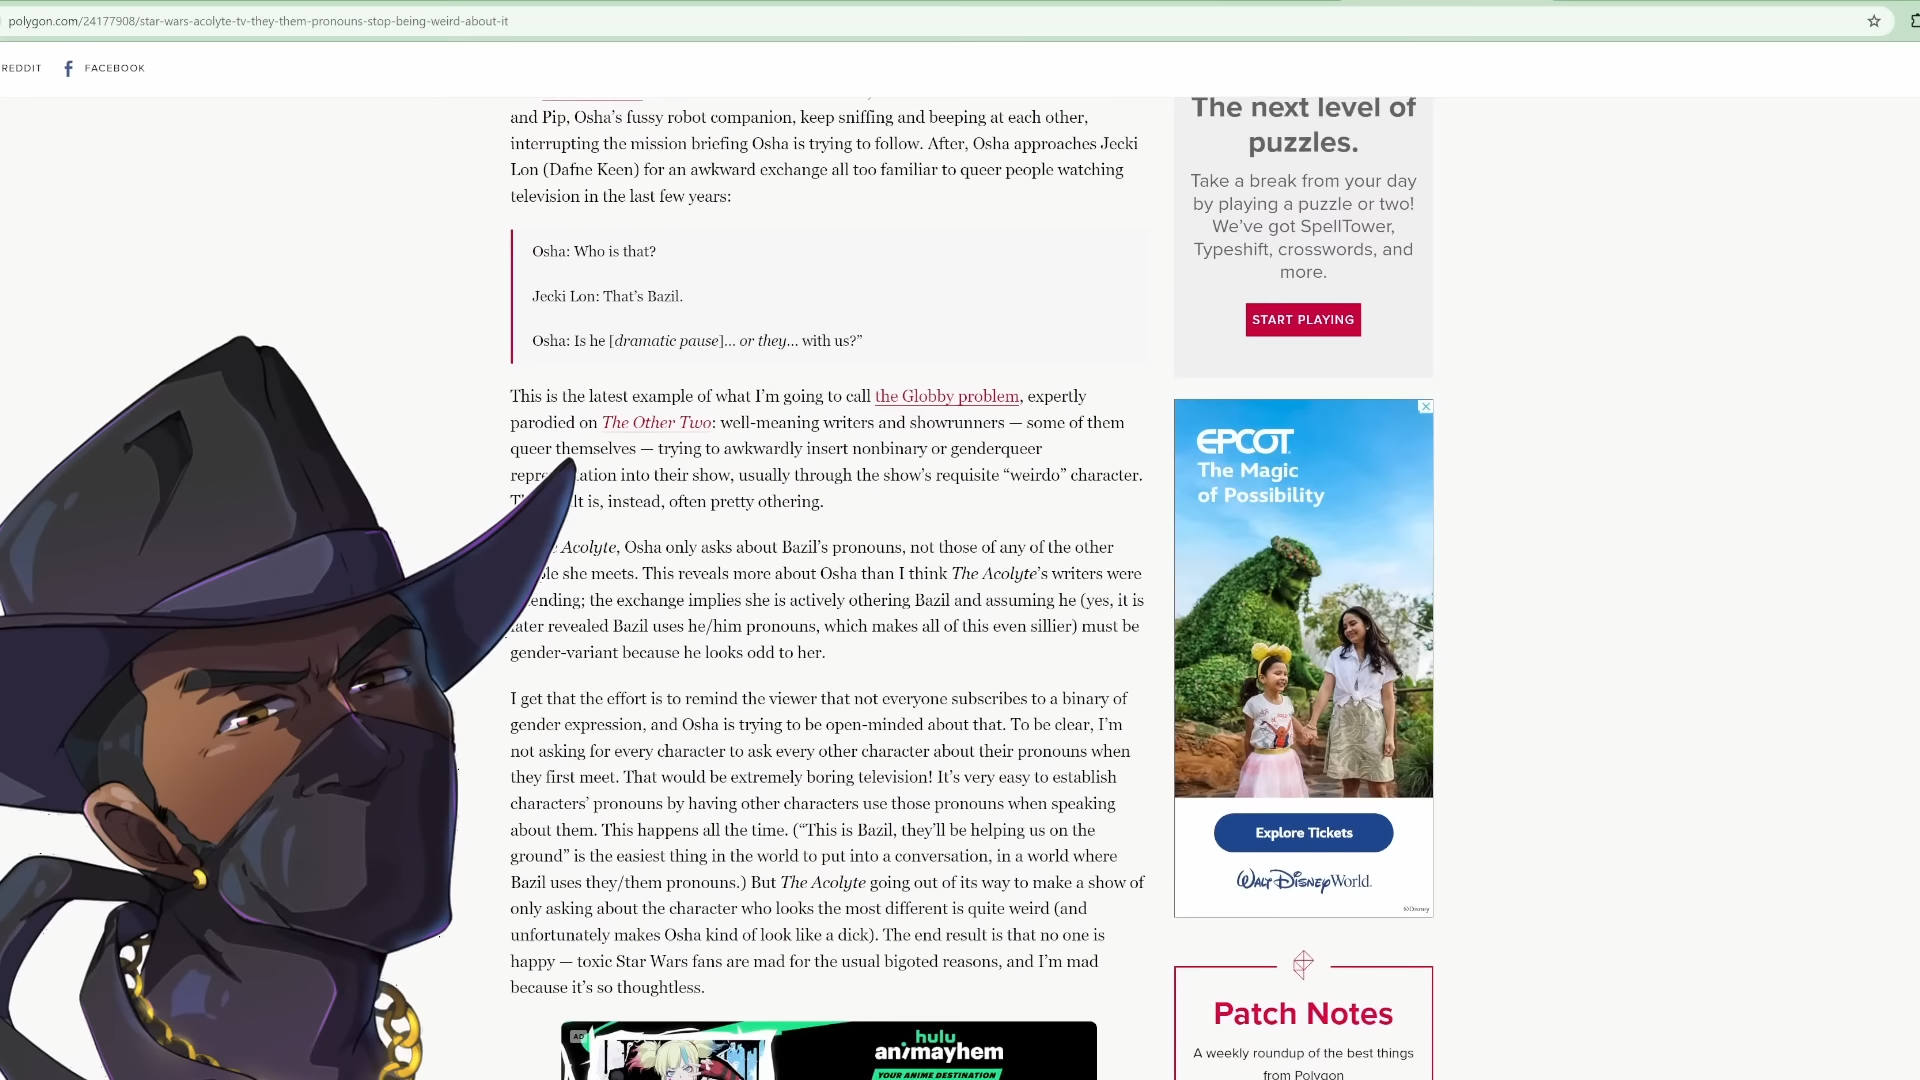 polygon.com/24177908/star-wars-acolyte-tv-they-them-pronouns-stop-being-weird-about-it
REDDIT FACEBOOK
and Pip, Osha’s fussy robot companion, keep sniffing and beeping at each other,
interrupting the mission briefing Osha is trying to follow. After, Osha approaches Jecki
Lon (Dafne Keen) for an awkward exchange all too familiar to queer people watching
television in the last few years:
Osha: Who is that?
Jecki Lon: That’s Bazil.
Osha: Is he [dramatic pause]… or they… with us?”
This is the latest example of what I’m going to call the Globby problem, expertly
parodied on The Other Two: well-meaning writers and showrunners — some of them
queer themselves — trying to awkwardly insert nonbinary or genderqueer
ation into their show, usually through the show’s requisite “weirdo” character.
lt is, instead, often pretty othering.
Acolyte, Osha only asks about Bazil’s pronouns, not those of any of the other
she meets. This reveals more about Osha than I think The Acolyte’s writers were
ending; the exchange implies she is actively othering Bazil and assuming he (yes, it is
later revealed Bazil uses he/him pronouns, which makes all of this even sillier) must be
gender-variant because he looks odd to her.
I get that the effort is to remind the viewer that not everyone subscribes to a binary of
gender expression, and Osha is trying to be open-minded about that. To be clear, I’m
not asking for every character to ask every other character about their pronouns when
they first meet. That would be extremely boring television! It’s very easy to establish
characters’ pronouns by having other characters use those pronouns when speaking
about them. This happens all the time. (“This is Bazil, they’ll be helping us on the
ground” is the easiest thing in the world to put into a conversation, in a world where
Bazil uses they/them pronouns.) But The Acolyte going out of its way to make a show of
only asking about the character who looks the most different is quite weird (and
unfortunately makes Osha kind of look like a dick). The end result is that no one is
happy — toxic Star Wars fans are mad for the usual bigoted reasons, and I’m mad
because it’s so thoughtless.
AD
hulu
animayhem
YOUR ANIME DESTINATION
The next level of
puzzles.
Take a break from your day
by playing a puzzle or two!
We’ve got SpellTower,
Typeshift, crosswords, and
more.
START PLAYING
EPCOT
The Magic
of Possibility
Explore Tickets
Walt Disney World.
©Disney
Patch Notes
A weekly roundup of the best things
from Polygon